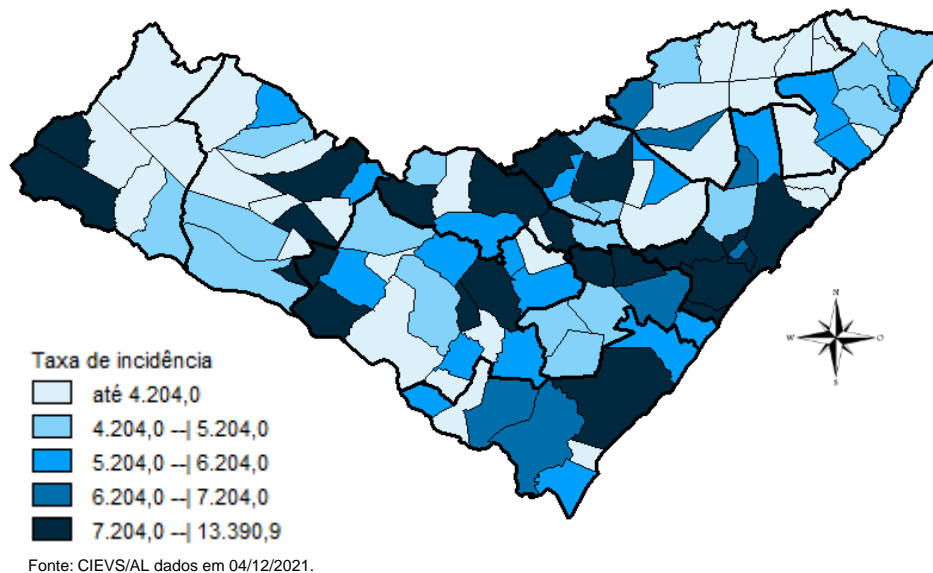 N
W
O
S
Taxa de incidência
até 4.204,0
4.204,0 --| 5.204,0
5.204,0 --| 6.204,0
6.204,0 --| 7.204,0
7.204,0 --| 13.390,9
Fonte: CIEVS/AL dados em 04/12/2021.